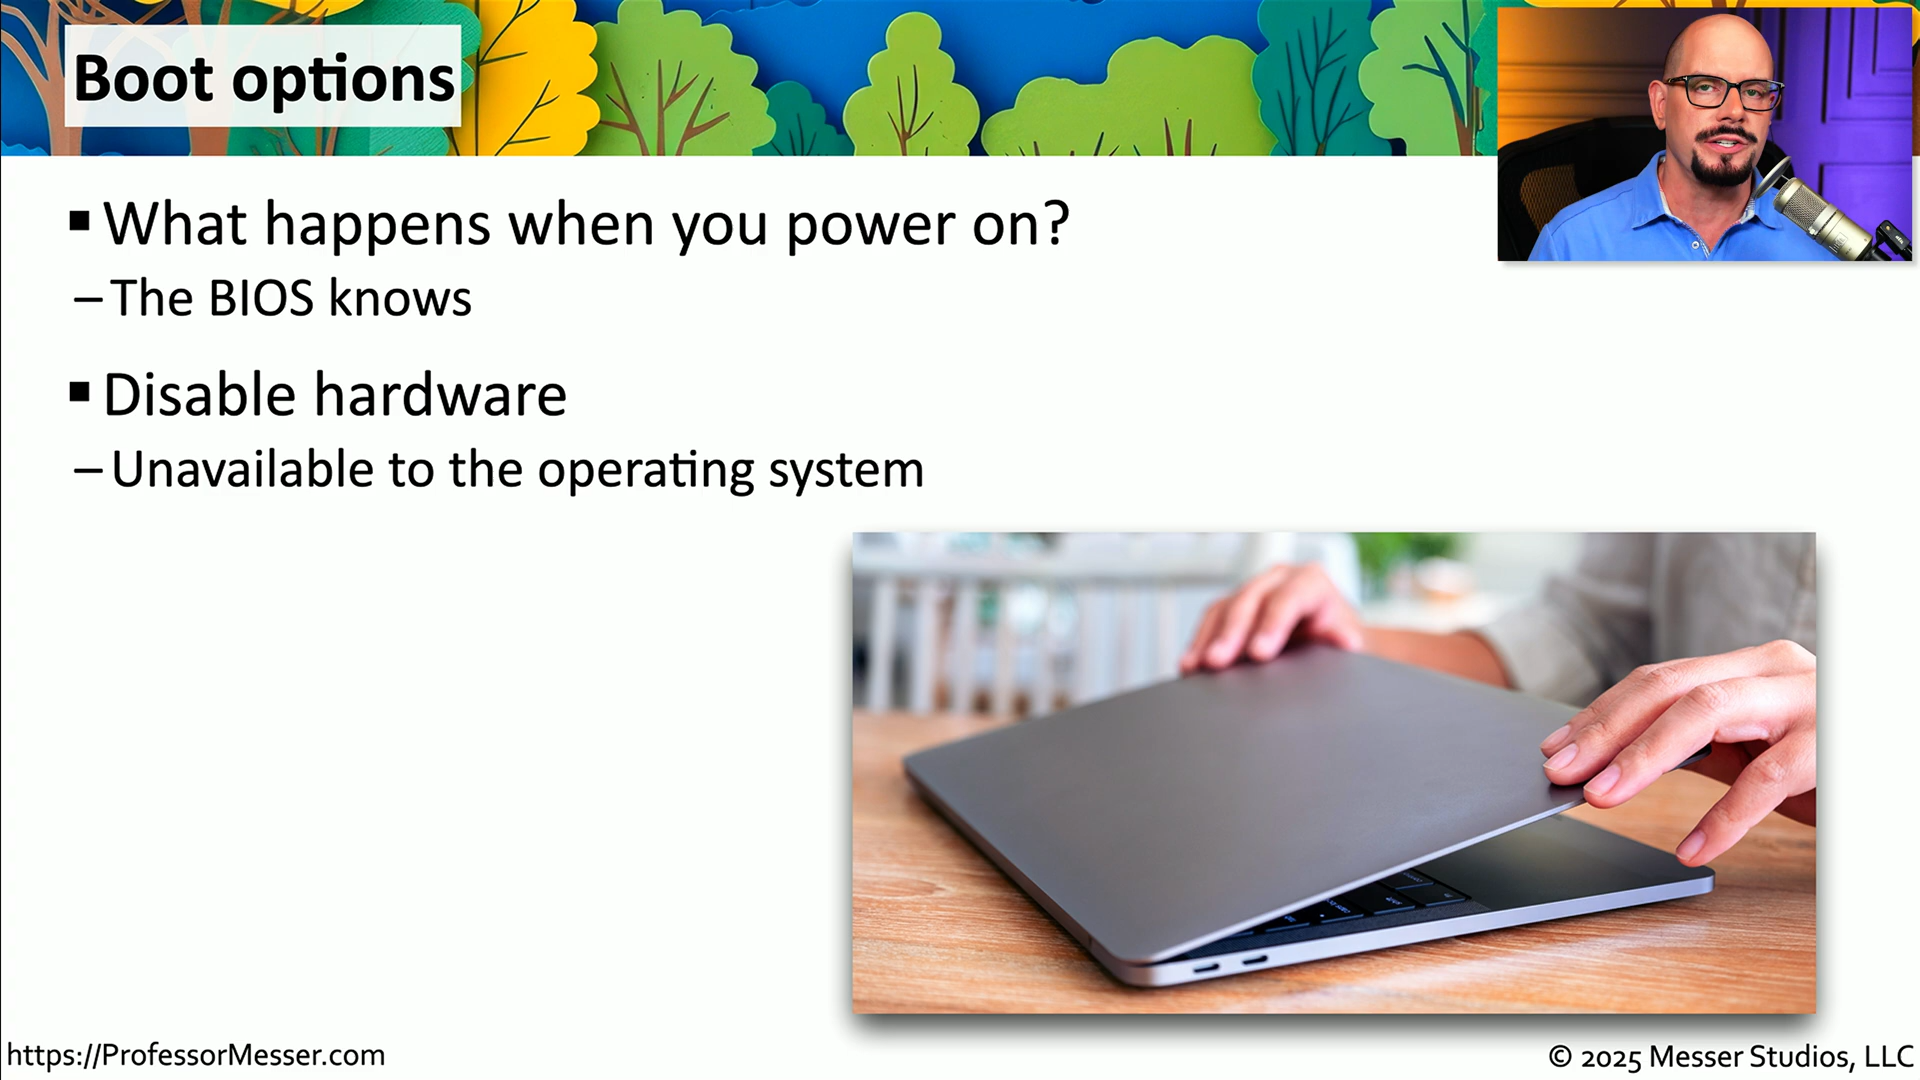 Boot options
▪ What happens when you power on?
– The BIOS knows
▪ Disable hardware
– Unavailable to the operating system
https://ProfessorMesser.com
© 2025 Messer Studios, LLC